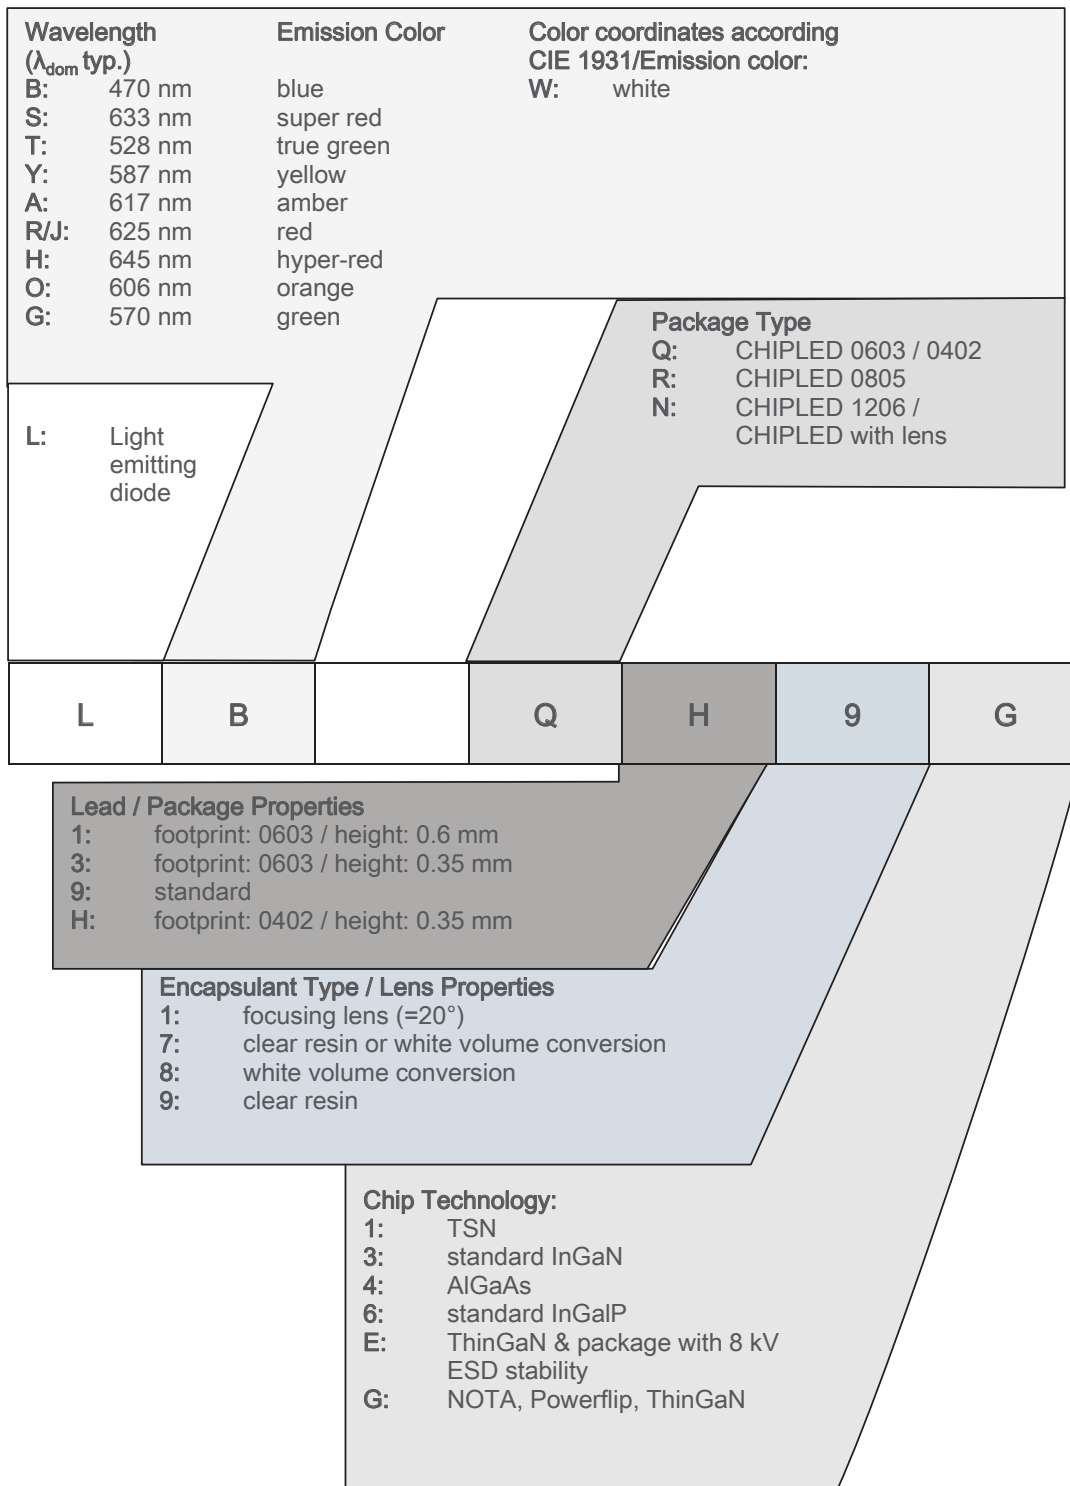 Wavelength Emission Color Color coordinates according
(λdom typ.) CIE 1931/Emission color:
B: 470 nm blue W: white
S: 633 nm super red
T: 528 nm true green
Y: 587 nm yellow
A: 617 nm amber
R/J: 625 nm red
H: 645 nm hyper-red
O: 606 nm orange
G: 570 nm green
Package Type
Q: CHIPLED 0603 / 0402
R: CHIPLED 0805
N: CHIPLED 1206 /
CHIPLED with lens
L: Light
emitting
diode
L B Q H 9 G
Lead / Package Properties
1: footprint: 0603 / height: 0.6 mm
3: footprint: 0603 / height: 0.35 mm
9: standard
H: footprint: 0402 / height: 0.35 mm
Encapsulant Type / Lens Properties
1: focusing lens (=20°)
7: clear resin or white volume conversion
8: white volume conversion
9: clear resin
Chip Technology:
1: TSN
3: standard InGaN
4: AlGaAs
6: standard InGalP
E: ThinGaN & package with 8 kV
ESD stability
G: NOTA, Powerflip, ThinGaN